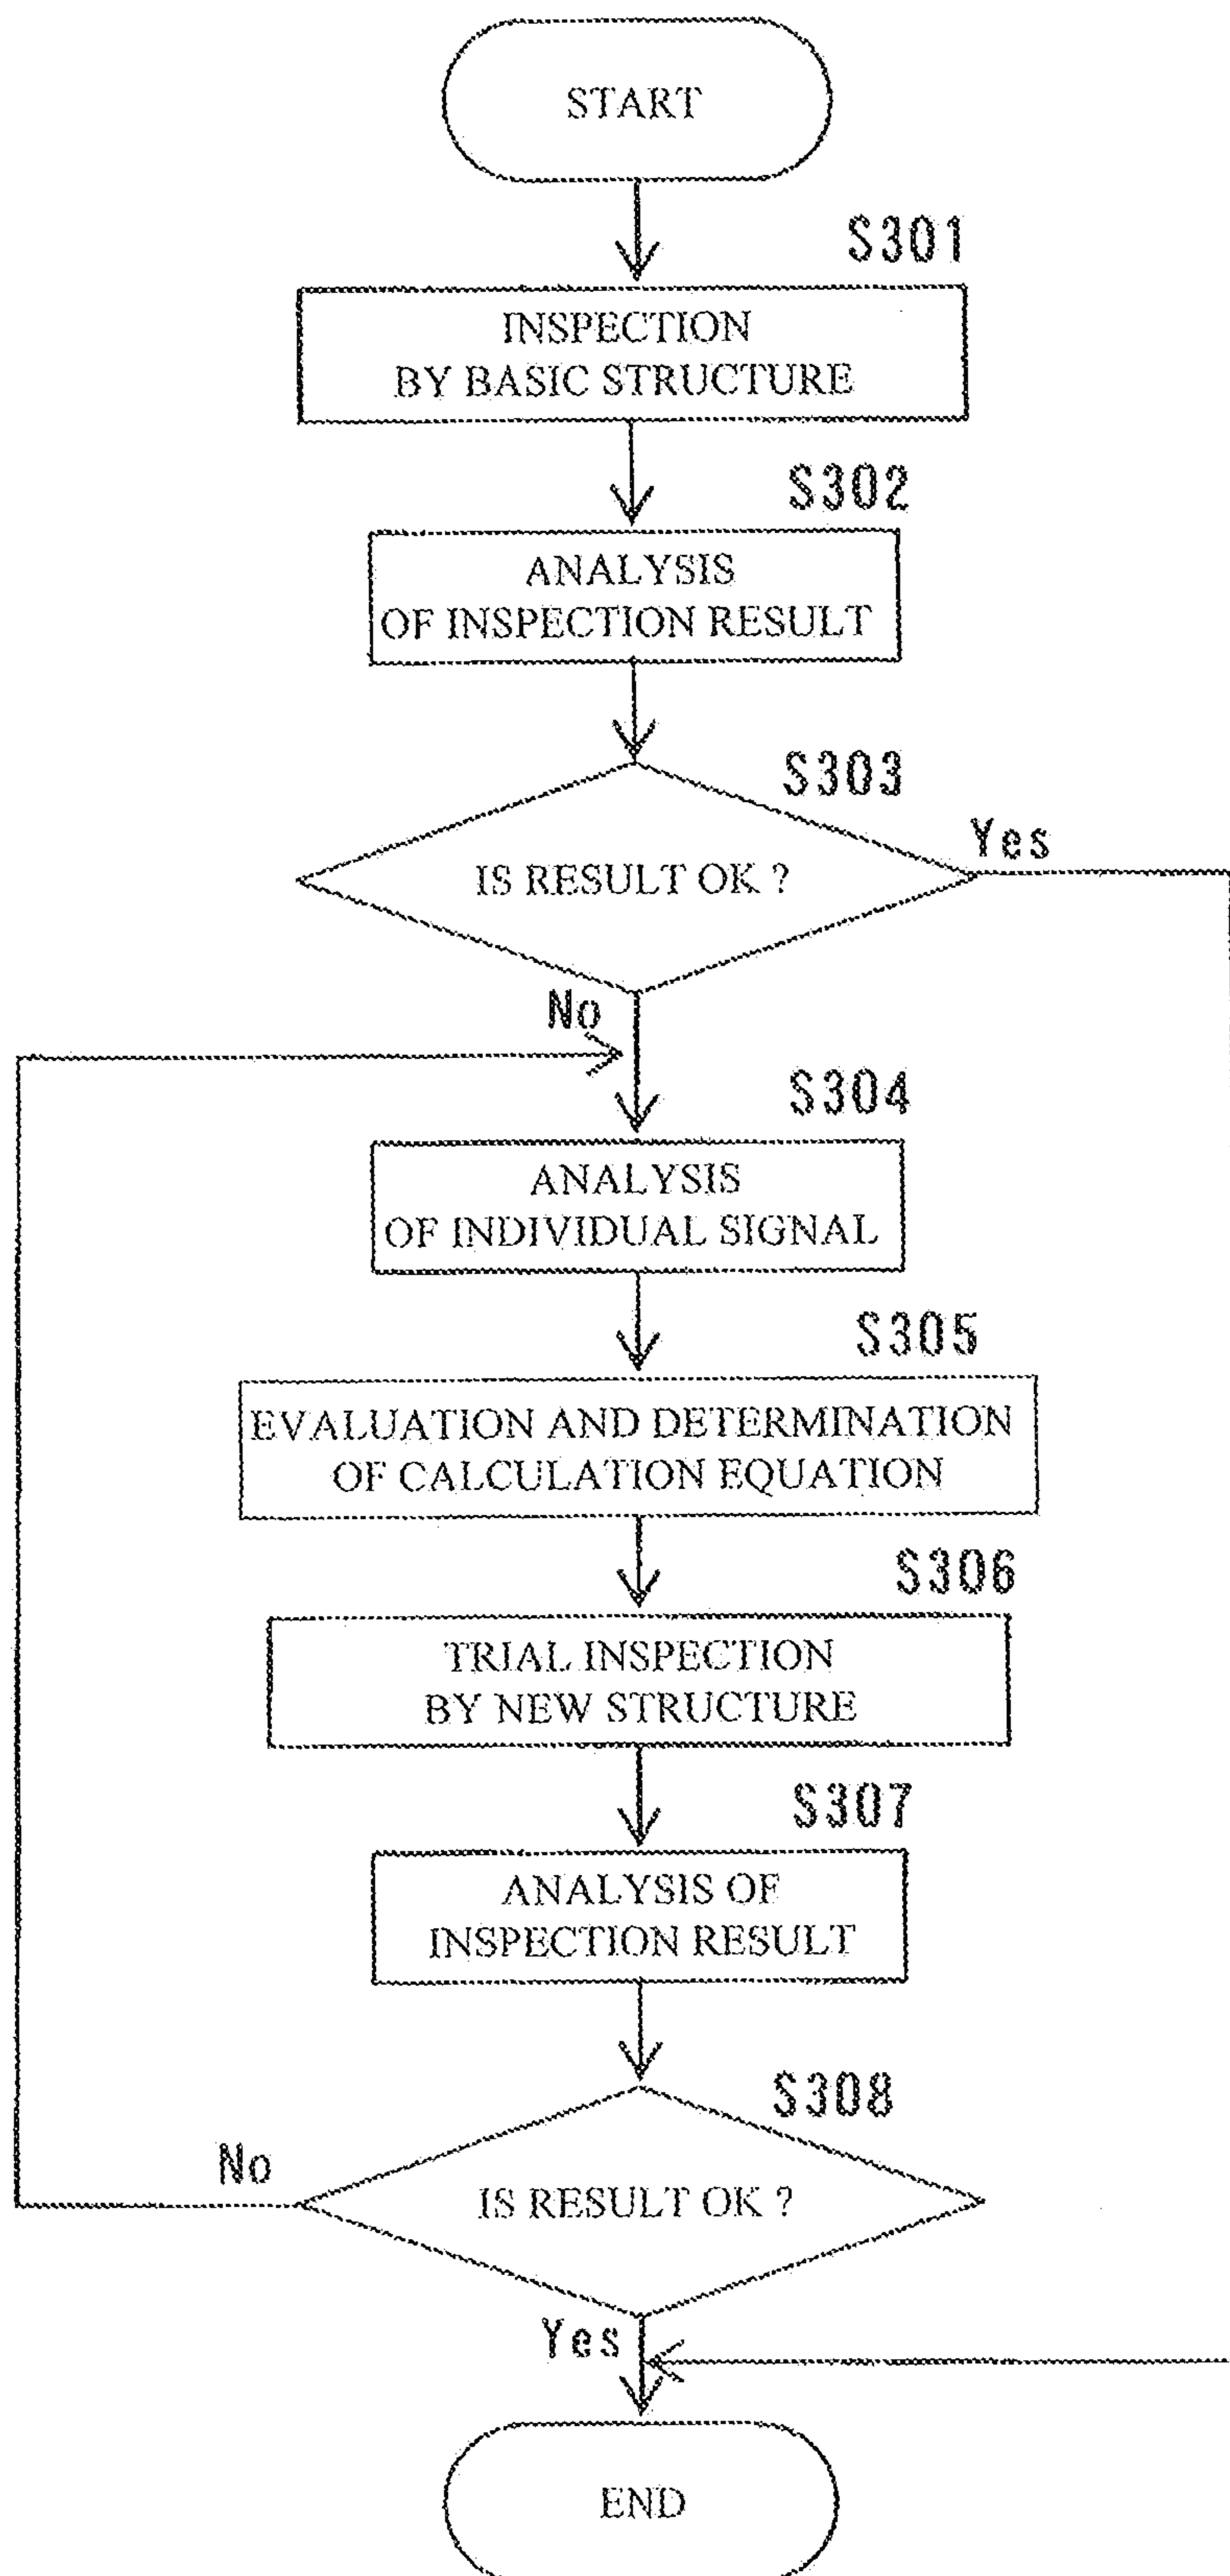 START
S301
INSPECTION
BY BASIC STRUCTURE
S302
ANALYSIS
OF INSPECTION RESULT
S303
IS RESULT OK ?
Yes
No
S304
ANALYSIS
OF INDIVIDUAL SIGNAL
S305
EVALUATION AND DETERMINATION
OF CALCULATION EQUATION
S306
TRIAL INSPECTION
BY NEW STRUCTURE
S307
ANALYSIS OF
INSPECTION RESULT
S308
No
IS RESULT OK ?
Yes
END